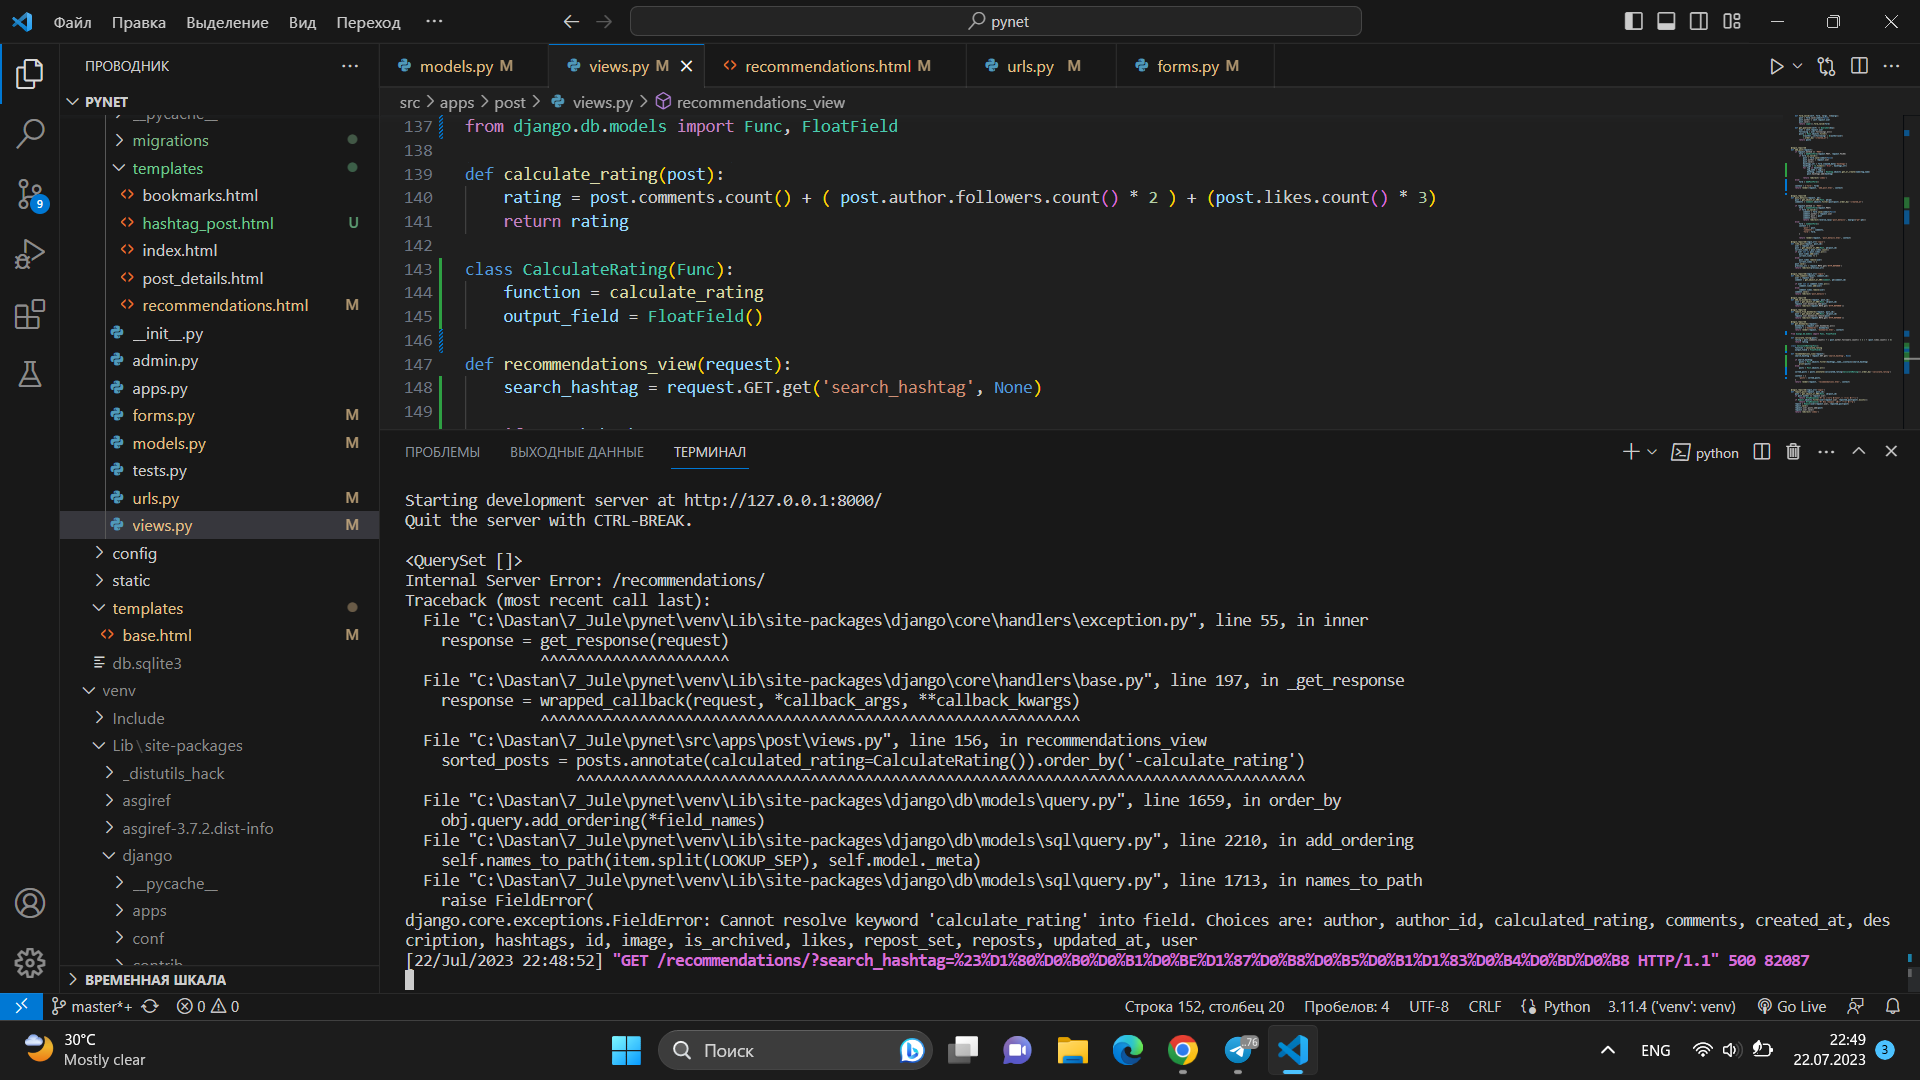 Файл Правка Выделение Вид Переход ···
pynet
ПРОВОДНИК ···
PYNET
__pycache__
migrations
templates
bookmarks.html
hashtag_post.html U
index.html
post_details.html
recommendations.html M
__init__.py
admin.py
apps.py
forms.py M
models.py M
tests.py
urls.py M
views.py M
config
static
templates
base.html M
db.sqlite3
venv
Include
Lib\site-packages
_distutils_hack
asgiref
asgiref-3.7.2.dist-info
django
__pycache__
apps
conf
contrib
ВРЕМЕННАЯ ШКАЛА
9
models.py M views.py M recommendations.html M urls.py M forms.py M
src > apps > post > views.py > recommendations_view
137 from django.db.models import Func, FloatField
138
139 def calculate_rating(post):
140 rating = post.comments.count() + ( post.author.followers.count() * 2 ) + (post.likes.count() * 3)
141 return rating
142
143 class CalculateRating(Func):
144 function = calculate_rating
145 output_field = FloatField()
146
147 def recommendations_view(request):
148 search_hashtag = request.GET.get('search_hashtag', None)
149
ПРОБЛЕМЫ ВЫХОДНЫЕ ДАННЫЕ ТЕРМИНАЛ
python
Starting development server at http://127.0.0.1:8000/
Quit the server with CTRL-BREAK.
<QuerySet []>
Internal Server Error: /recommendations/
Traceback (most recent call last):
File "C:\Dastan\7_Jule\pynet\venv\Lib\site-packages\django\core\handlers\exception.py", line 55, in inner
response = get_response(request)
^^^^^^^^^^^^^^^^^^^^^
File "C:\Dastan\7_Jule\pynet\venv\Lib\site-packages\django\core\handlers\base.py", line 197, in _get_response
response = wrapped_callback(request, *callback_args, **callback_kwargs)
^^^^^^^^^^^^^^^^^^^^^^^^^^^^^^^^^^^^^^^^^^^^^^^^^^^^^^^^^^^^
File "C:\Dastan\7_Jule\pynet\src\apps\post\views.py", line 156, in recommendations_view
sorted_posts = posts.annotate(calculated_rating=CalculateRating()).order_by('-calculate_rating')
^^^^^^^^^^^^^^^^^^^^^^^^^^^^^^^^^^^^^^^^^^^^^^^^^^^^^^^^^^^^^^^^^^^^^^^^^^^^^^^^^
File "C:\Dastan\7_Jule\pynet\venv\Lib\site-packages\django\db\models\query.py", line 1659, in order_by
obj.query.add_ordering(*field_names)
File "C:\Dastan\7_Jule\pynet\venv\Lib\site-packages\django\db\models\sql\query.py", line 2210, in add_ordering
self.names_to_path(item.split(LOOKUP_SEP), self.model._meta)
File "C:\Dastan\7_Jule\pynet\venv\Lib\site-packages\django\db\models\sql\query.py", line 1713, in names_to_path
raise FieldError(
django.core.exceptions.FieldError: Cannot resolve keyword 'calculate_rating' into field. Choices are: author, author_id, calculated_rating, comments, created_at, des
cription, hashtags, id, image, is_archived, likes, repost_set, reposts, updated_at, user
[22/Jul/2023 22:48:52] "GET /recommendations/?search_hashtag=%23%D1%80%D0%B0%D0%B1%D0%BE%D1%87%D0%B8%D0%B5%D0%B1%D1%83%D0%B4%D0%BD%D0%B8 HTTP/1.1" 500 82087
master*+ 0 0 Строка 152, столбец 20 Пробелов: 4 UTF-8 CRLF Python 3.11.4 ('venv': venv) Go Live
30°C
Mostly clear
Поиск
76
ENG
22:49
22.07.2023
3